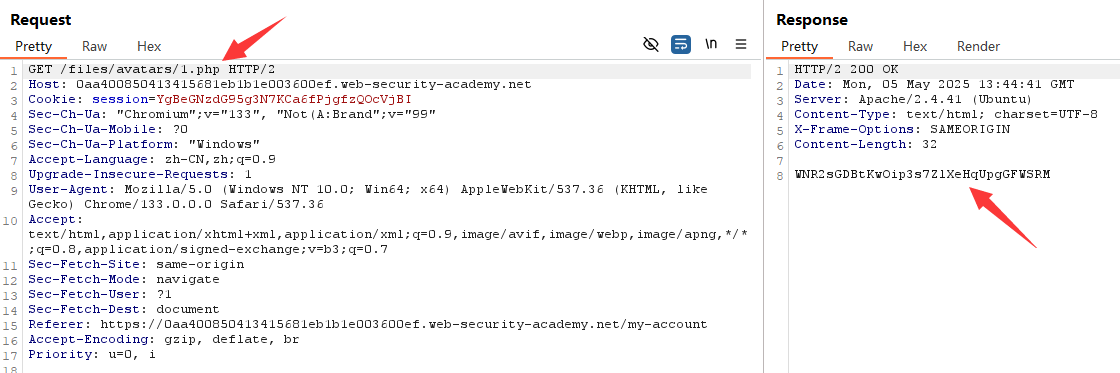 Request
Pretty
Raw
Hex
\n
1 GET /files/avatars/1.php HTTP/2
2 Host: 0aa400850413415681eb1b1e003600ef.web-security-academy.net
3 Cookie: session=YgBeGNzdG95g3N7KCa6fPjgfzQOcVjBI
4 Sec-Ch-Ua: "Chromium";v="133", "Not(A:Brand";v="99"
5 Sec-Ch-Ua-Mobile: ?0
6 Sec-Ch-Ua-Platform: "Windows"
7 Accept-Language: zh-CN,zh;q=0.9
8 Upgrade-Insecure-Requests: 1
9 User-Agent: Mozilla/5.0 (Windows NT 10.0; Win64; x64) AppleWebKit/537.36 (KHTML, like
Gecko) Chrome/133.0.0.0 Safari/537.36
10 Accept:
text/html,application/xhtml+xml,application/xml;q=0.9,image/avif,image/webp,image/apng,*/*
;q=0.8,application/signed-exchange;v=b3;q=0.7
11 Sec-Fetch-Site: same-origin
12 Sec-Fetch-Mode: navigate
13 Sec-Fetch-User: ?1
14 Sec-Fetch-Dest: document
15 Referer: https://0aa400850413415681eb1b1e003600ef.web-security-academy.net/my-account
16 Accept-Encoding: gzip, deflate, br
17 Priority: u=0, i
18
Response
Pretty
Raw
Hex
Render
1 HTTP/2 200 OK
2 Date: Mon, 05 May 2025 13:44:41 GMT
3 Server: Apache/2.4.41 (Ubuntu)
4 Content-Type: text/html; charset=UTF-8
5 X-Frame-Options: SAMEORIGIN
6 Content-Length: 32
7
8 WNR2sGDBtKwOip3s7ZlXeHqUpgGFWSRM